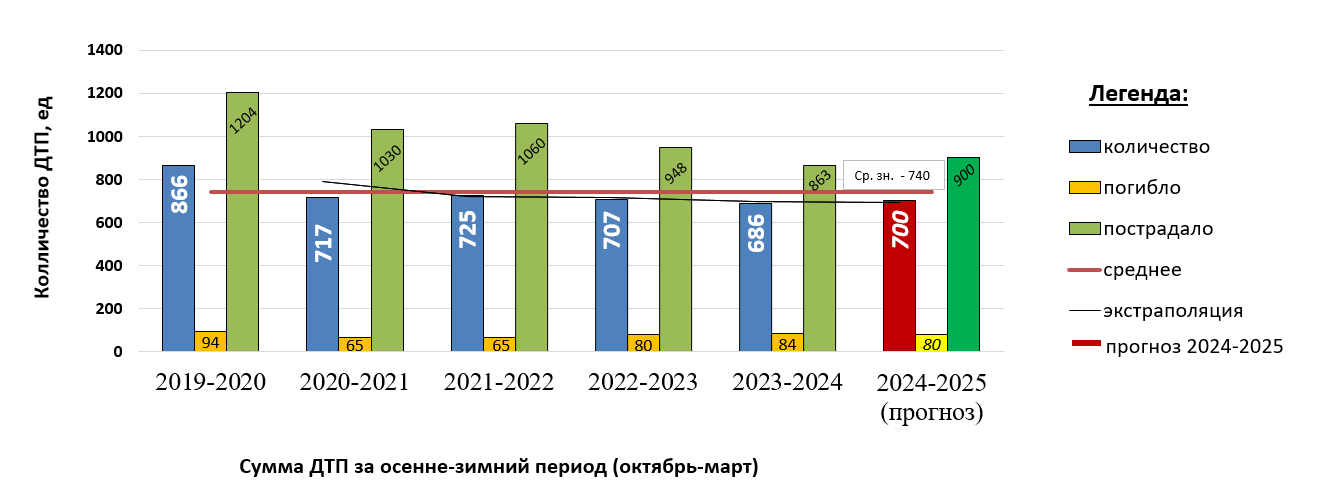 Колличество ДТП, ед
1400
1200
1000
800
600
400
200
0
866
94
1204
717
65
1030
725
65
1060
707
80
948
686
84
863
Ср. зн. - 740
700
80
900
2019-2020
2020-2021
2021-2022
2022-2023
2023-2024
2024-2025
(прогноз)
Сумма ДТП за осенне-зимний период (октябрь-март)
Легенда:
количество
погибло
пострадало
среднее
экстраполяция
прогноз 2024-2025